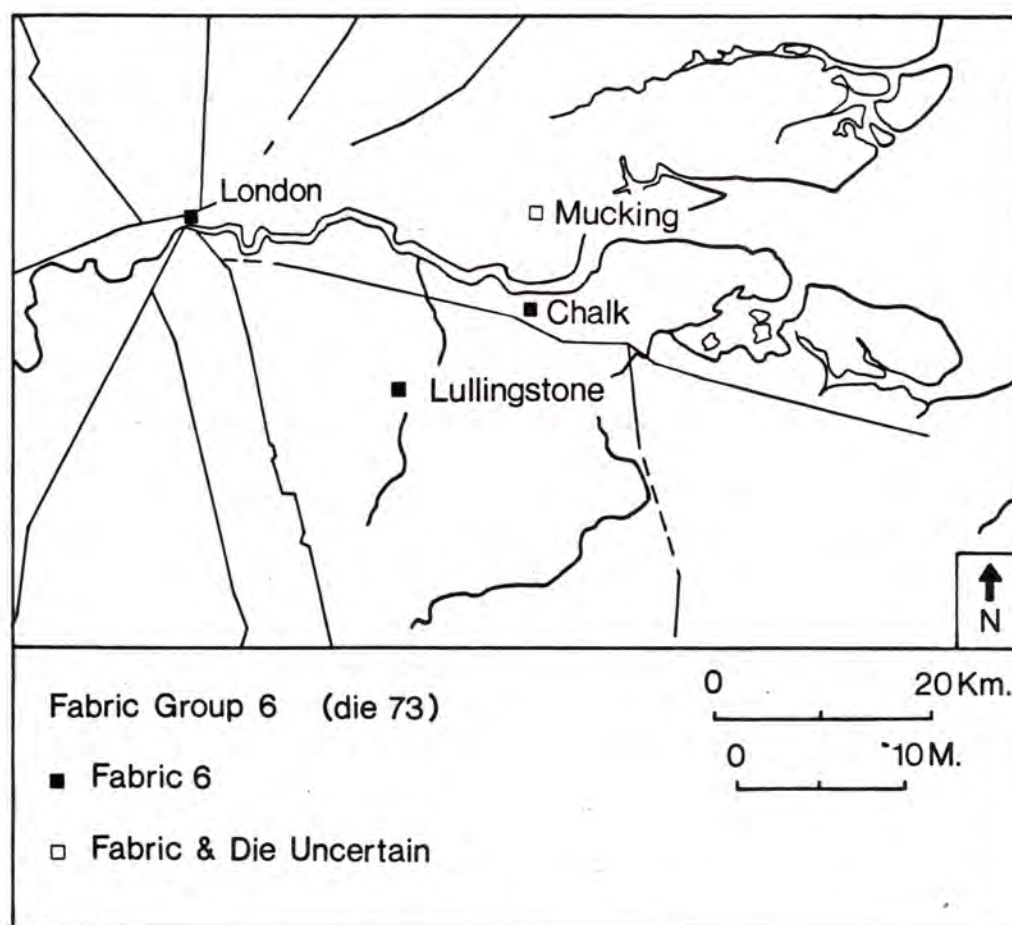 London
Mucking
Chalk
Lullingstone
N
Fabric Group 6 (die 73)
0 20 Km.
Fabric 6
0 10 M.
Fabric & Die Uncertain